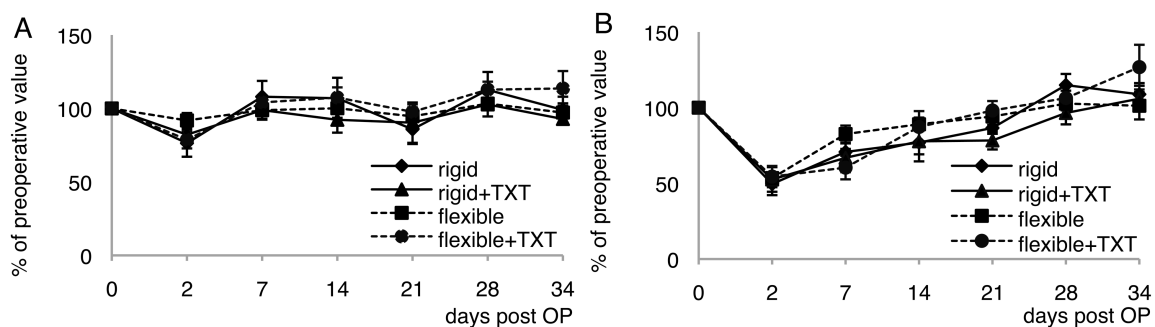 A
% of preoperative value
150
100
50
0
0 2 7 14 21 28 34
days post OP
rigid
rigid+TXT
flexible
flexible+TXT
B
% of preoperative value
150
100
50
0
0 2 7 14 21 28 34
days post OP
rigid
rigid+TXT
flexible
flexible+TXT